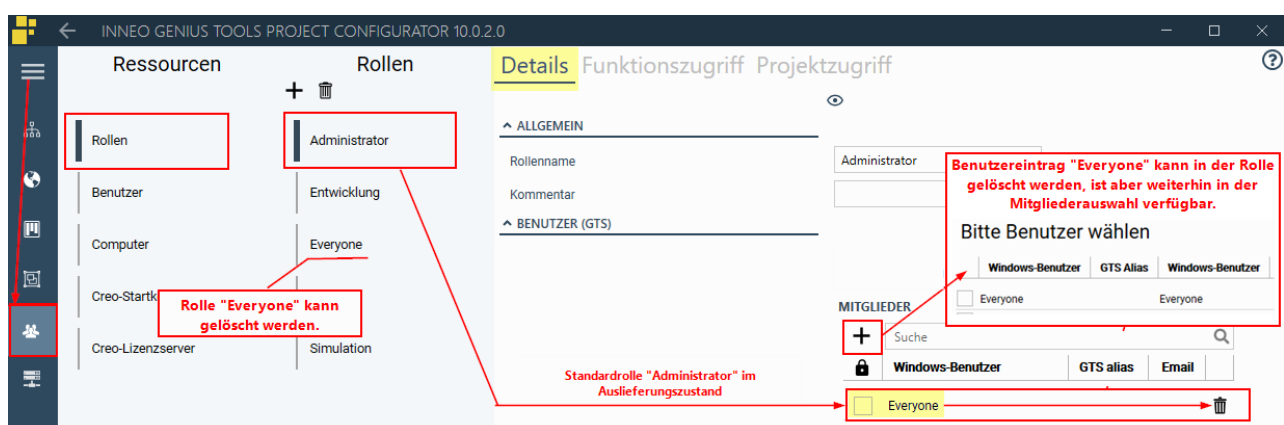 INNEO GENIUS TOOLS PROJECT CONFIGURATOR 10.0.2.0
Ressourcen
Rollen
Benutzer
Computer
Creo-Startk
Creo-Lizenzserver
Rollen
Administrator
Entwicklung
Everyone
Simulation
Rolle "Everyone" kann
gelöscht werden.
Details Funktionszugriff Projektzugriff
ALLGEMEIN
Rollenname
Administrator
Kommentar
BENUTZER (GTS)
Benutzereintrag "Everyone" kann in der Rolle
gelöscht werden, ist aber weiterhin in der
Mitgliederauswahl verfügbar.
Bitte Benutzer wählen
Windows-Benutzer GTS Alias Windows-Benutzer
Everyone Everyone
MITGLIEDER
Suche
Windows-Benutzer GTS alias Email
Everyone
Standardrolle "Administrator" im
Auslieferungszustand